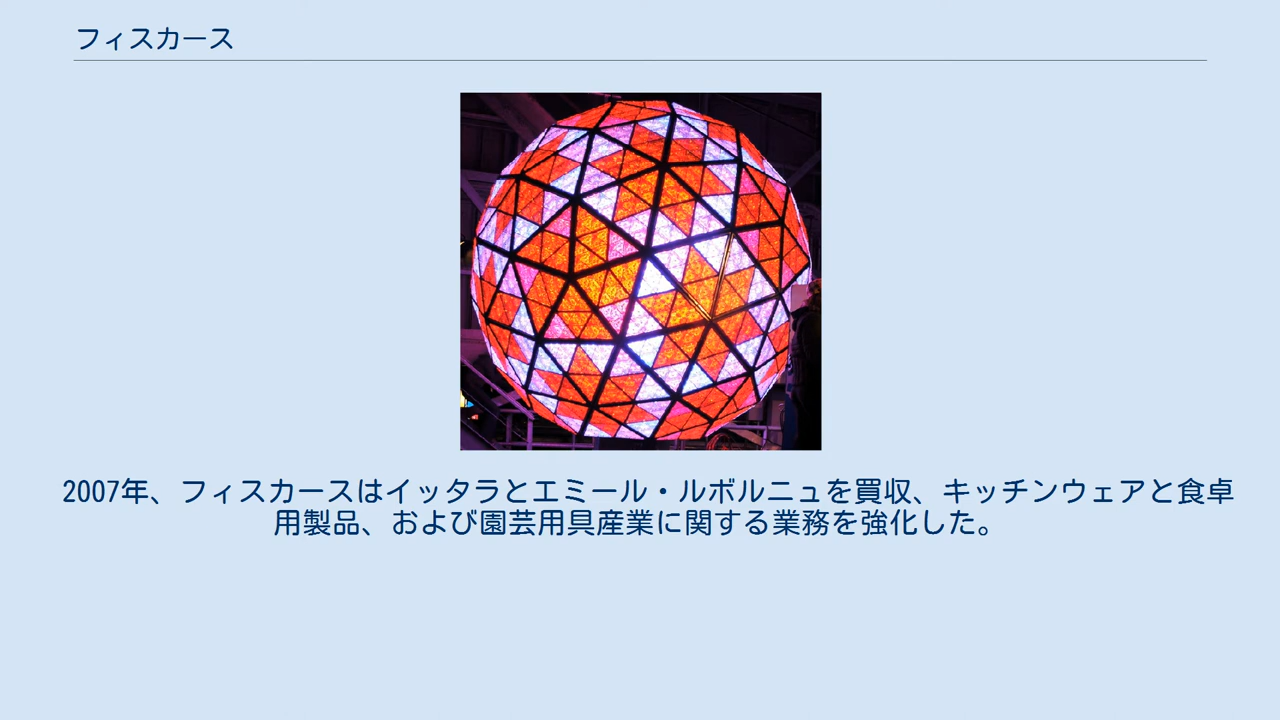 フィスカース
2007年、フィスカースはイッタラとエミール・ルボルニュを買収、キッチンウェアと食卓
用製品、および園芸用具産業に関する業務を強化した。